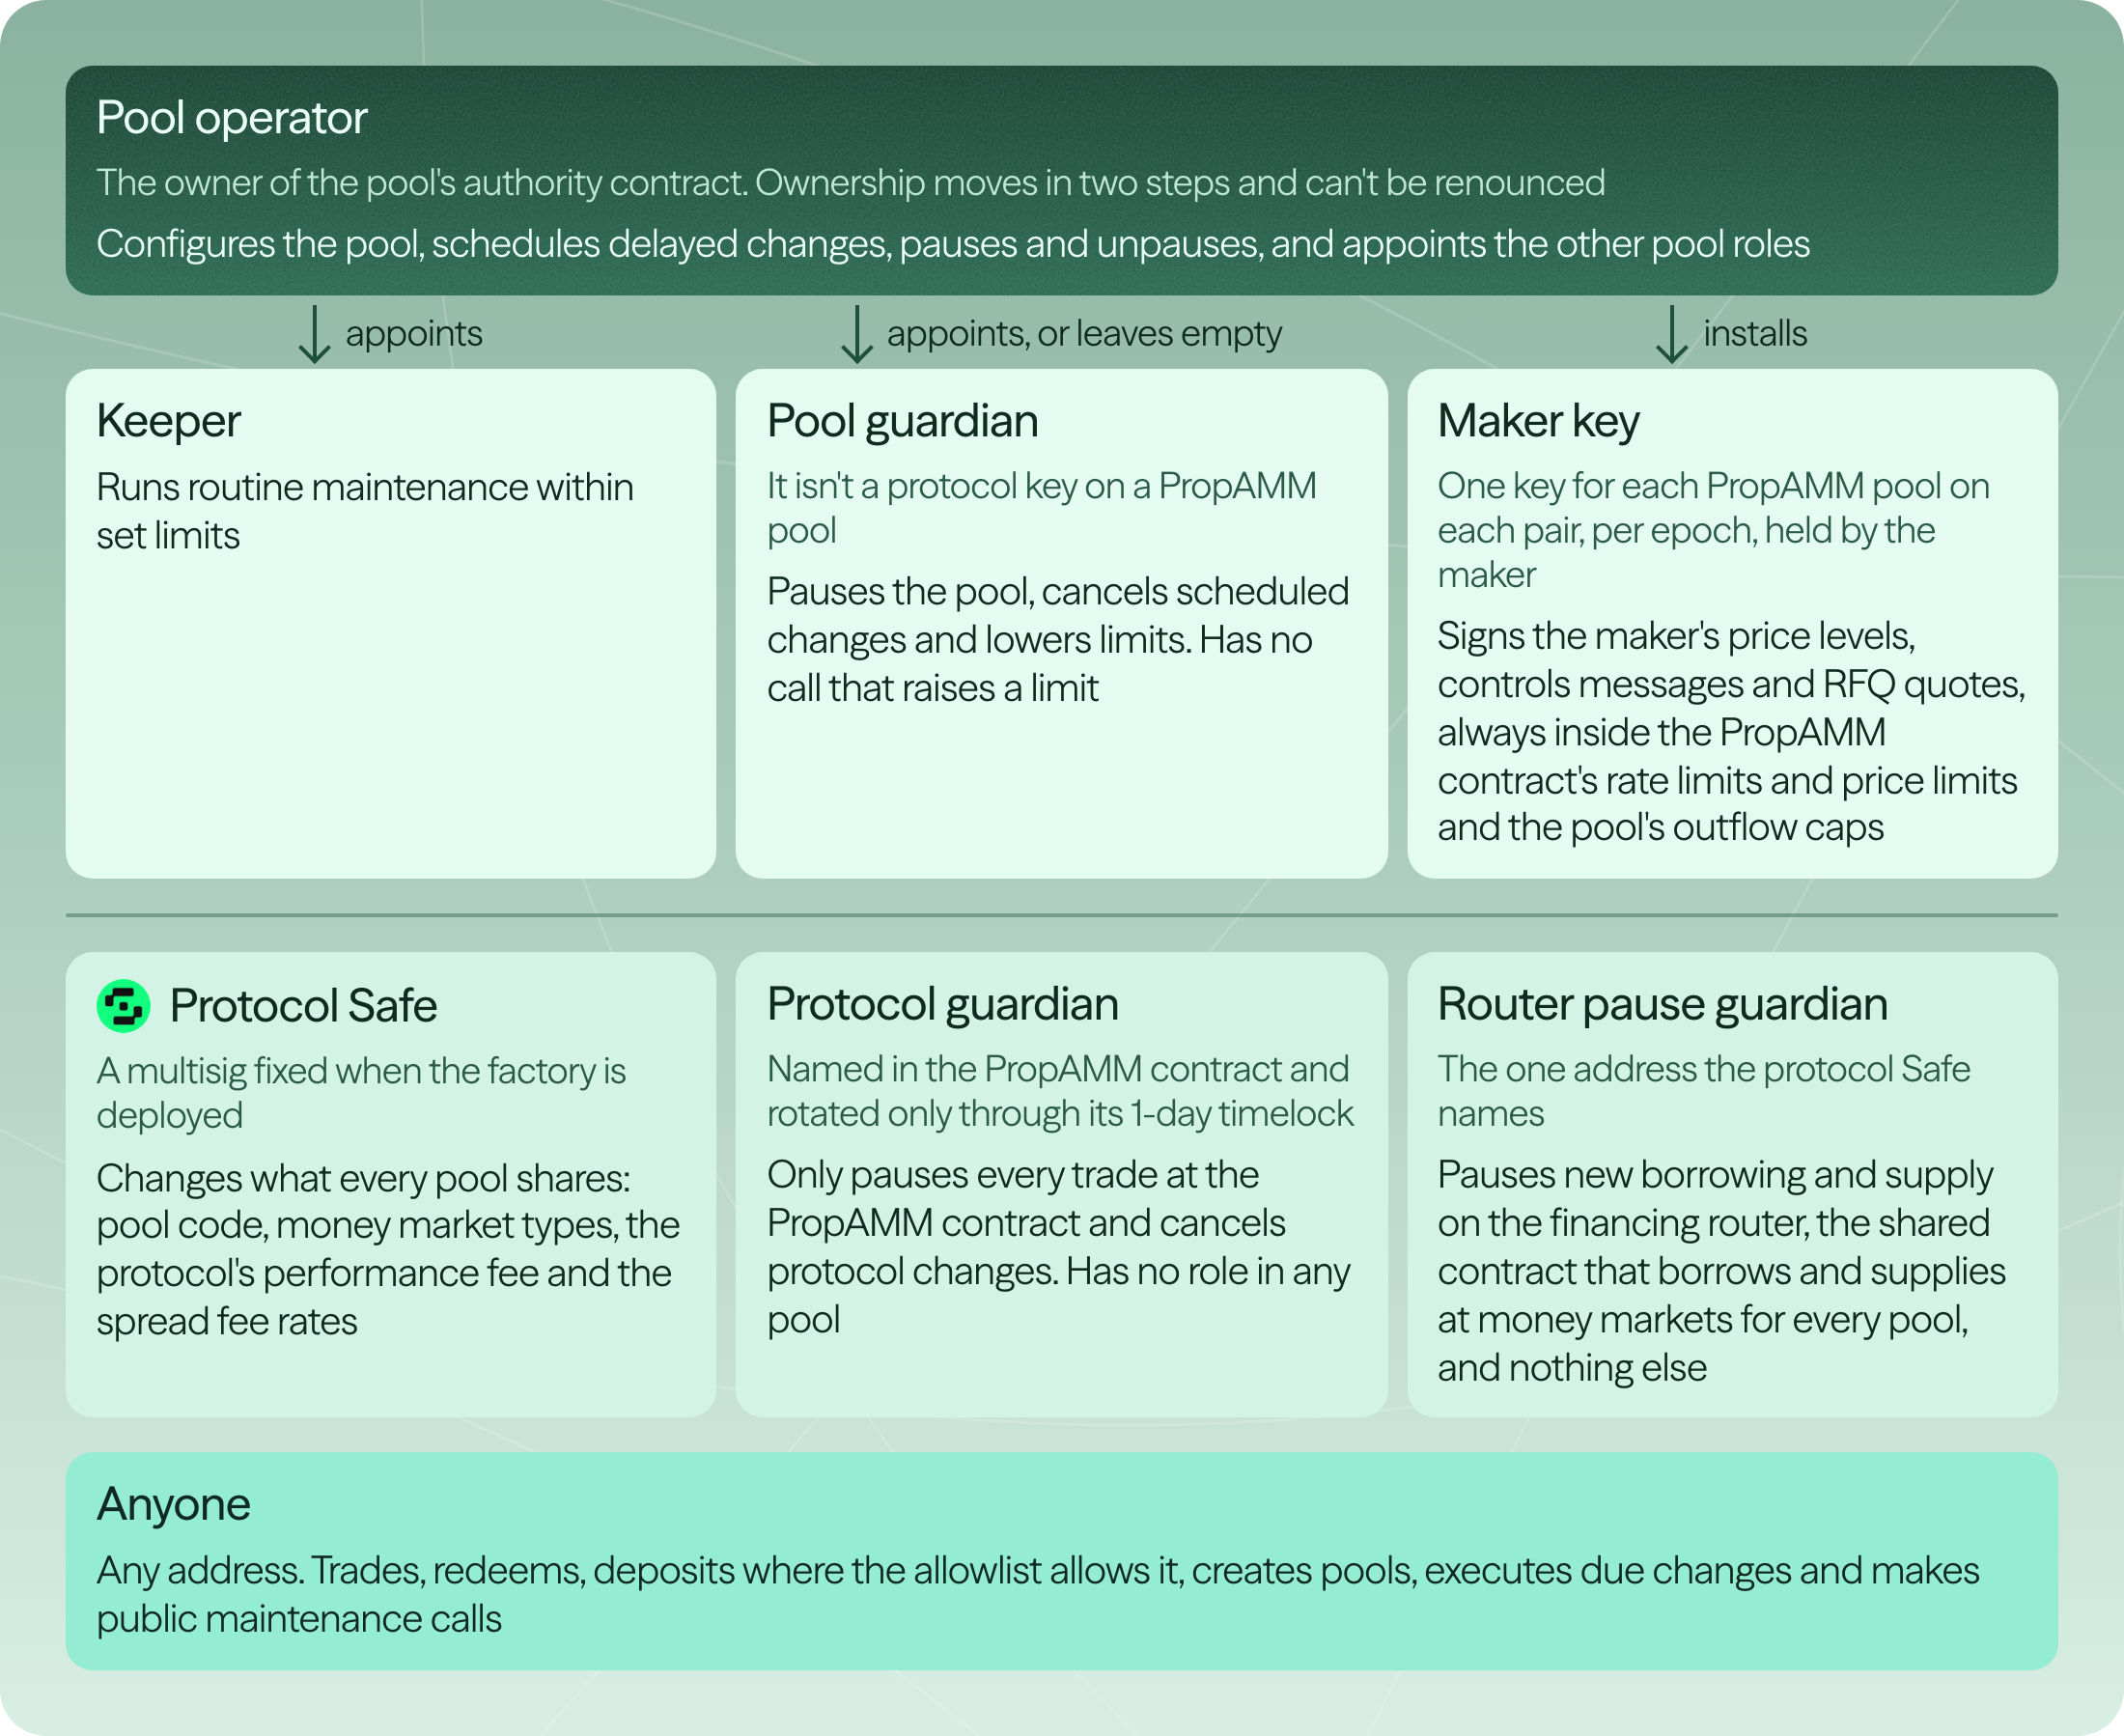 Pool operator
The owner of the pool's authority contract. Ownership moves in two steps and can't be renounced
Configures the pool, schedules delayed changes, pauses and unpauses, and appoints the other pool roles
appoints
appoints, or leaves empty
installs
Keeper
Runs routine maintenance within
set limits
Pool guardian
It isn't a protocol key on a PropAMM
pool
Pauses the pool, cancels scheduled
changes and lowers limits. Has no
call that raises a limit
Maker key
One key for each PropAMM pool on
each pair, per epoch, held by the
maker
Signs the maker's price levels,
controls messages and RFQ quotes,
always inside the PropAMM
contract's rate limits and price limits
and the pool's outflow caps
Protocol Safe
A multisig fixed when the factory is
deployed
Changes what every pool shares:
pool code, money market types, the
protocol's performance fee and the
spread fee rates
Protocol guardian
Named in the PropAMM contract and
rotated only through its 1-day timelock
Only pauses every trade at the
PropAMM contract and cancels
protocol changes. Has no role in any
pool
Router pause guardian
The one address the protocol Safe
names
Pauses new borrowing and supply
on the financing router, the shared
contract that borrows and supplies
at money markets for every pool,
and nothing else
Anyone
Any address. Trades, redeems, deposits where the allowlist allows it, creates pools, executes due changes and makes
public maintenance calls